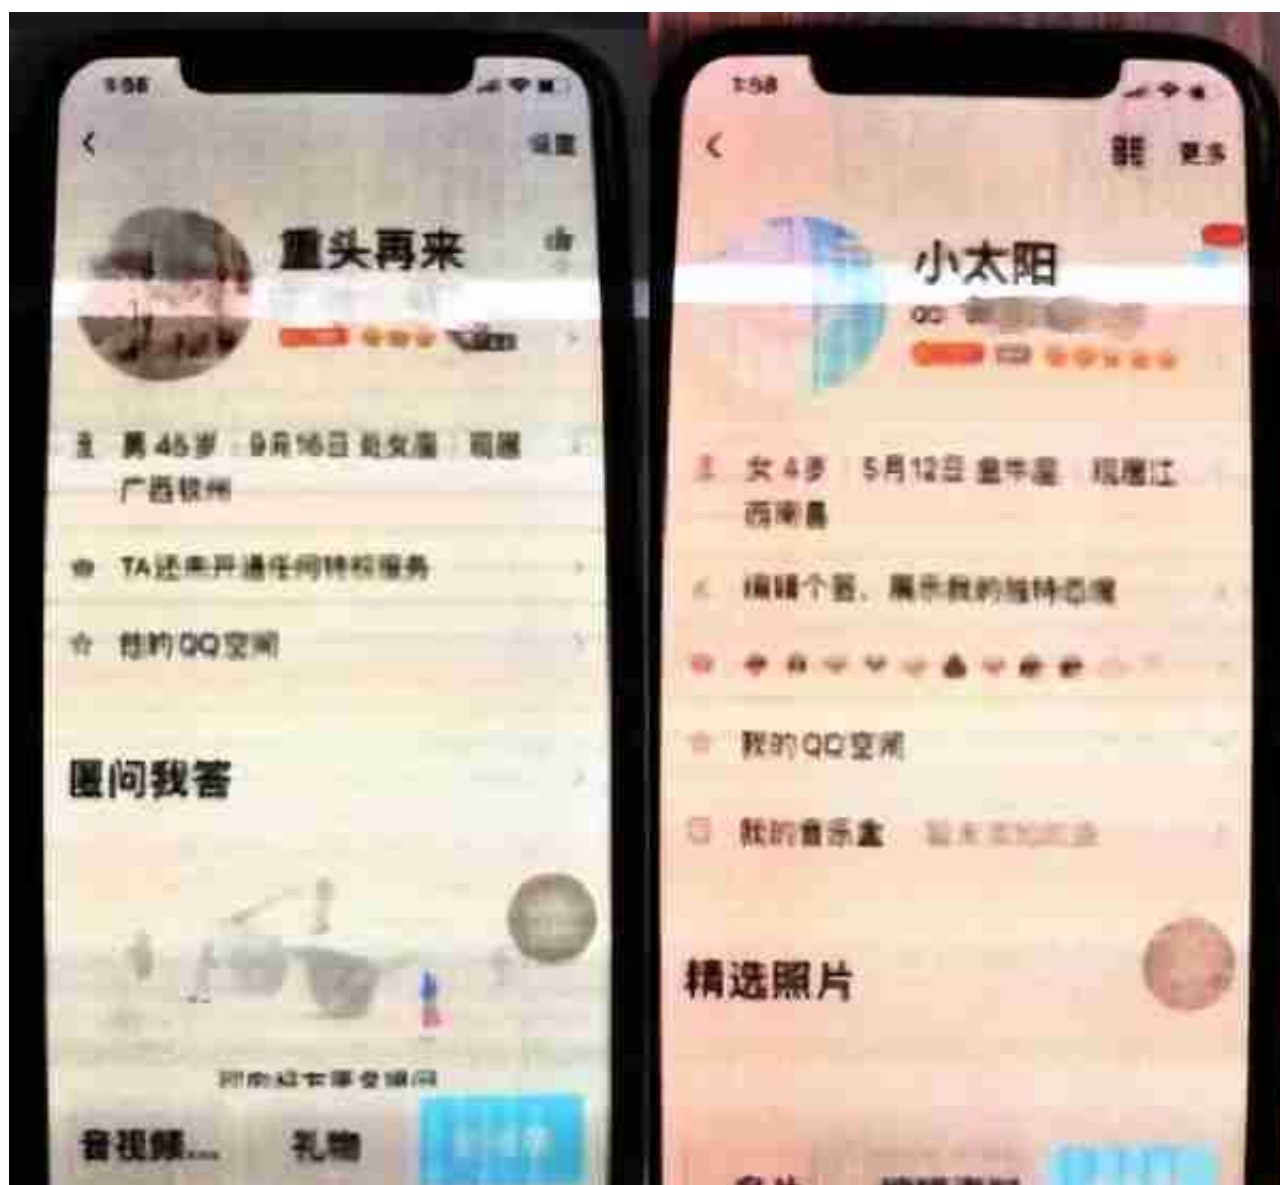 设置
重头再来
男 46岁 9月16日 处女座 现居
广西钦州
TA还未开通任何特权服务
他的QQ空间
匿问我答
音视频...
礼物
更多
小太阳
QQ
女 4岁 5月12日 金牛座 现居江
西南昌
编辑个签,展示我的独特态度
我的QQ空间
我的音乐盒
精选照片